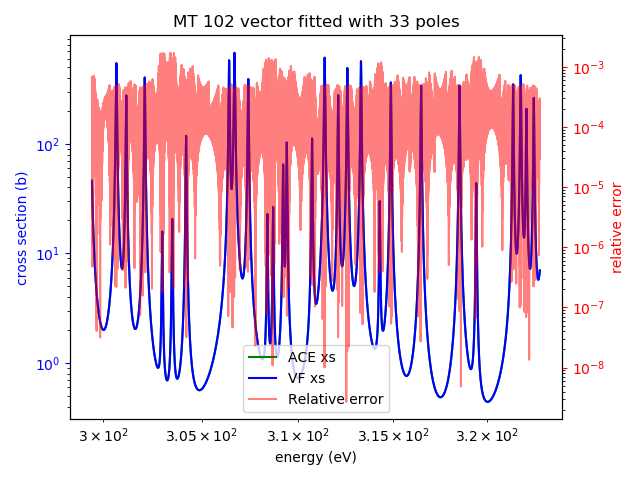 MT 102 vector fitted with 33 poles
cross section (b)
10²
10¹
10⁰
10⁻³
10⁻⁴
10⁻⁵
10⁻⁶
10⁻⁷
10⁻⁸
relative error
ACE xs
VF xs
Relative error
3 × 10² 3.05 × 10² 3.1 × 10² 3.15 × 10² 3.2 × 10²
energy (eV)